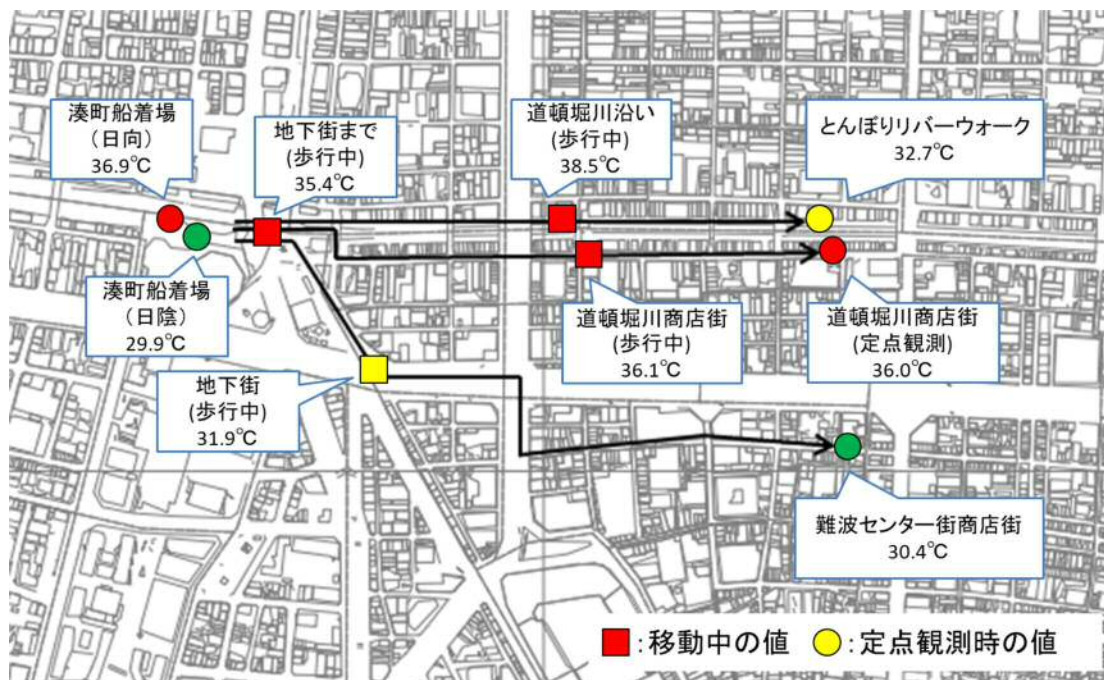 湊町船着場
(日向)
36.9℃
地下街まで
(歩行中)
35.4℃
道頓堀川沿い
(歩行中)
38.5℃
とんぼりリバーウォーク
32.7℃
湊町船着場
(日陰)
29.9℃
地下街
(歩行中)
31.9℃
道頓堀川商店街
(歩行中)
36.1℃
道頓堀川商店街
(定点観測)
36.0℃
難波センター街商店街
30.4℃
:移動中の値 :定点観測時の値